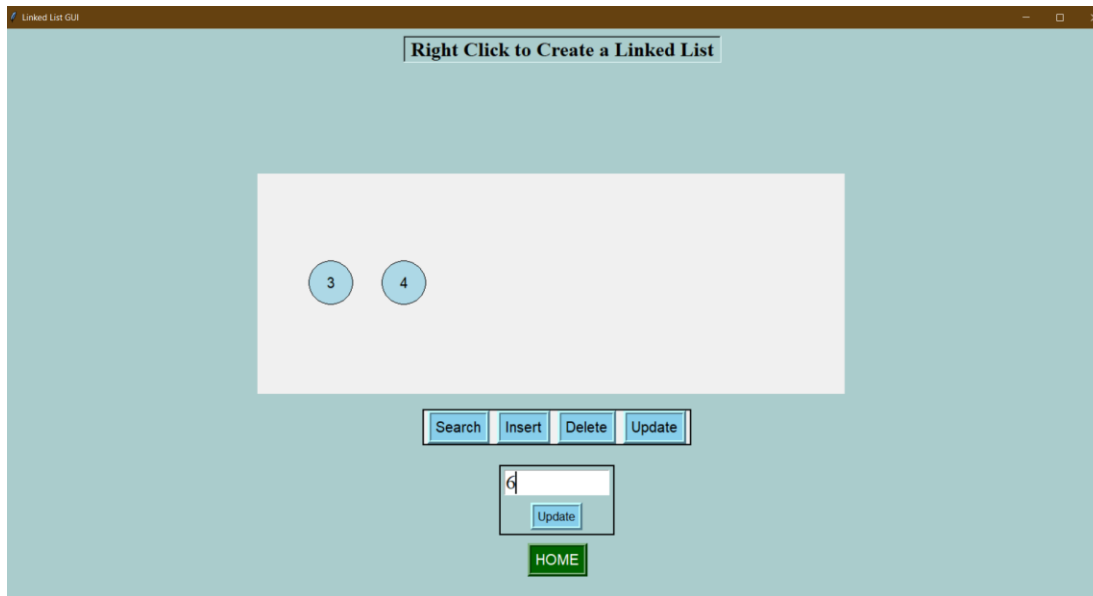 Linked List GUI
Right Click to Create a Linked List
3 4
Search Insert Delete Update
6
Update
HOME